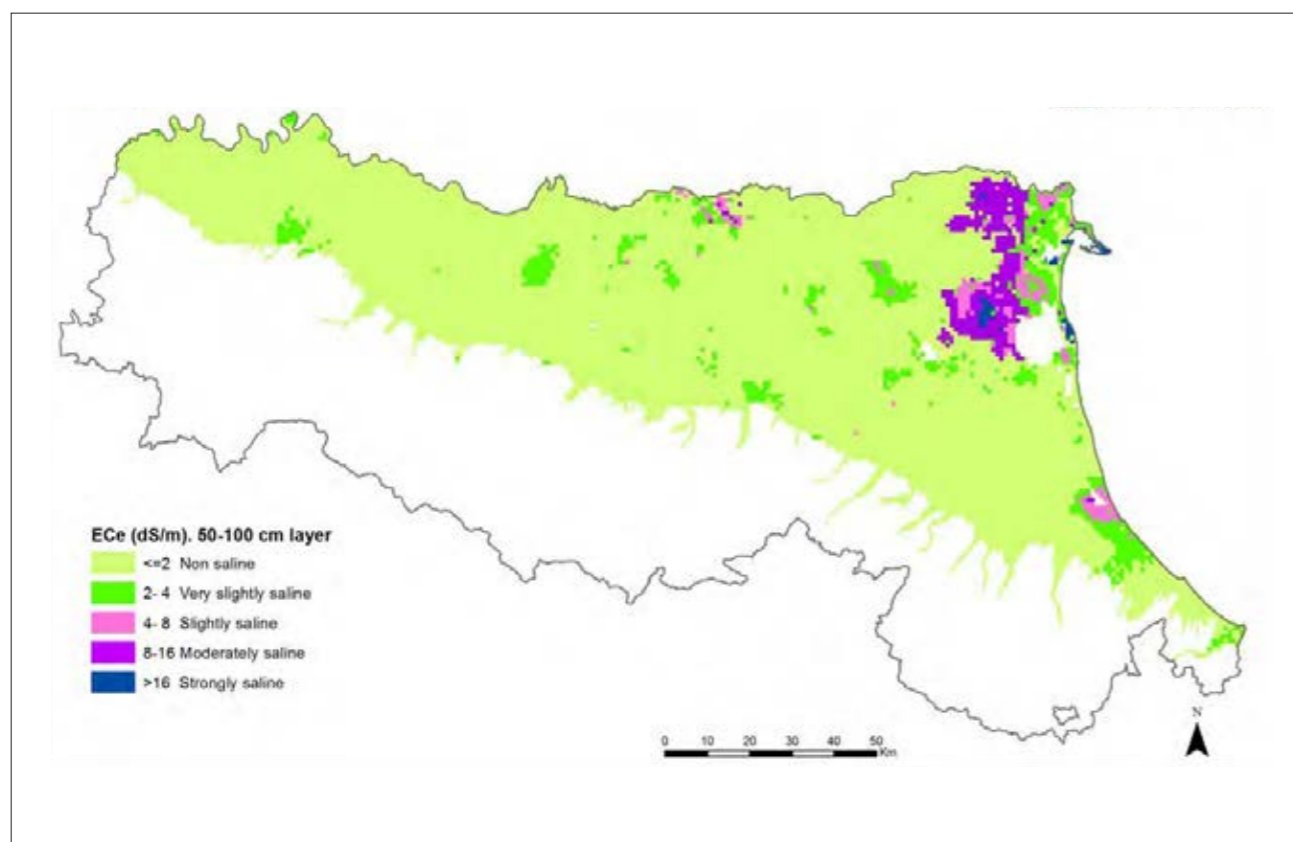 ECe (dS/m). 50-100 cm layer
<=2 Non saline
2- 4 Very slightly saline
4- 8 Slightly saline
8-16 Moderately saline
>16 Strongly saline
N
0 10 20 30 40 50
Km